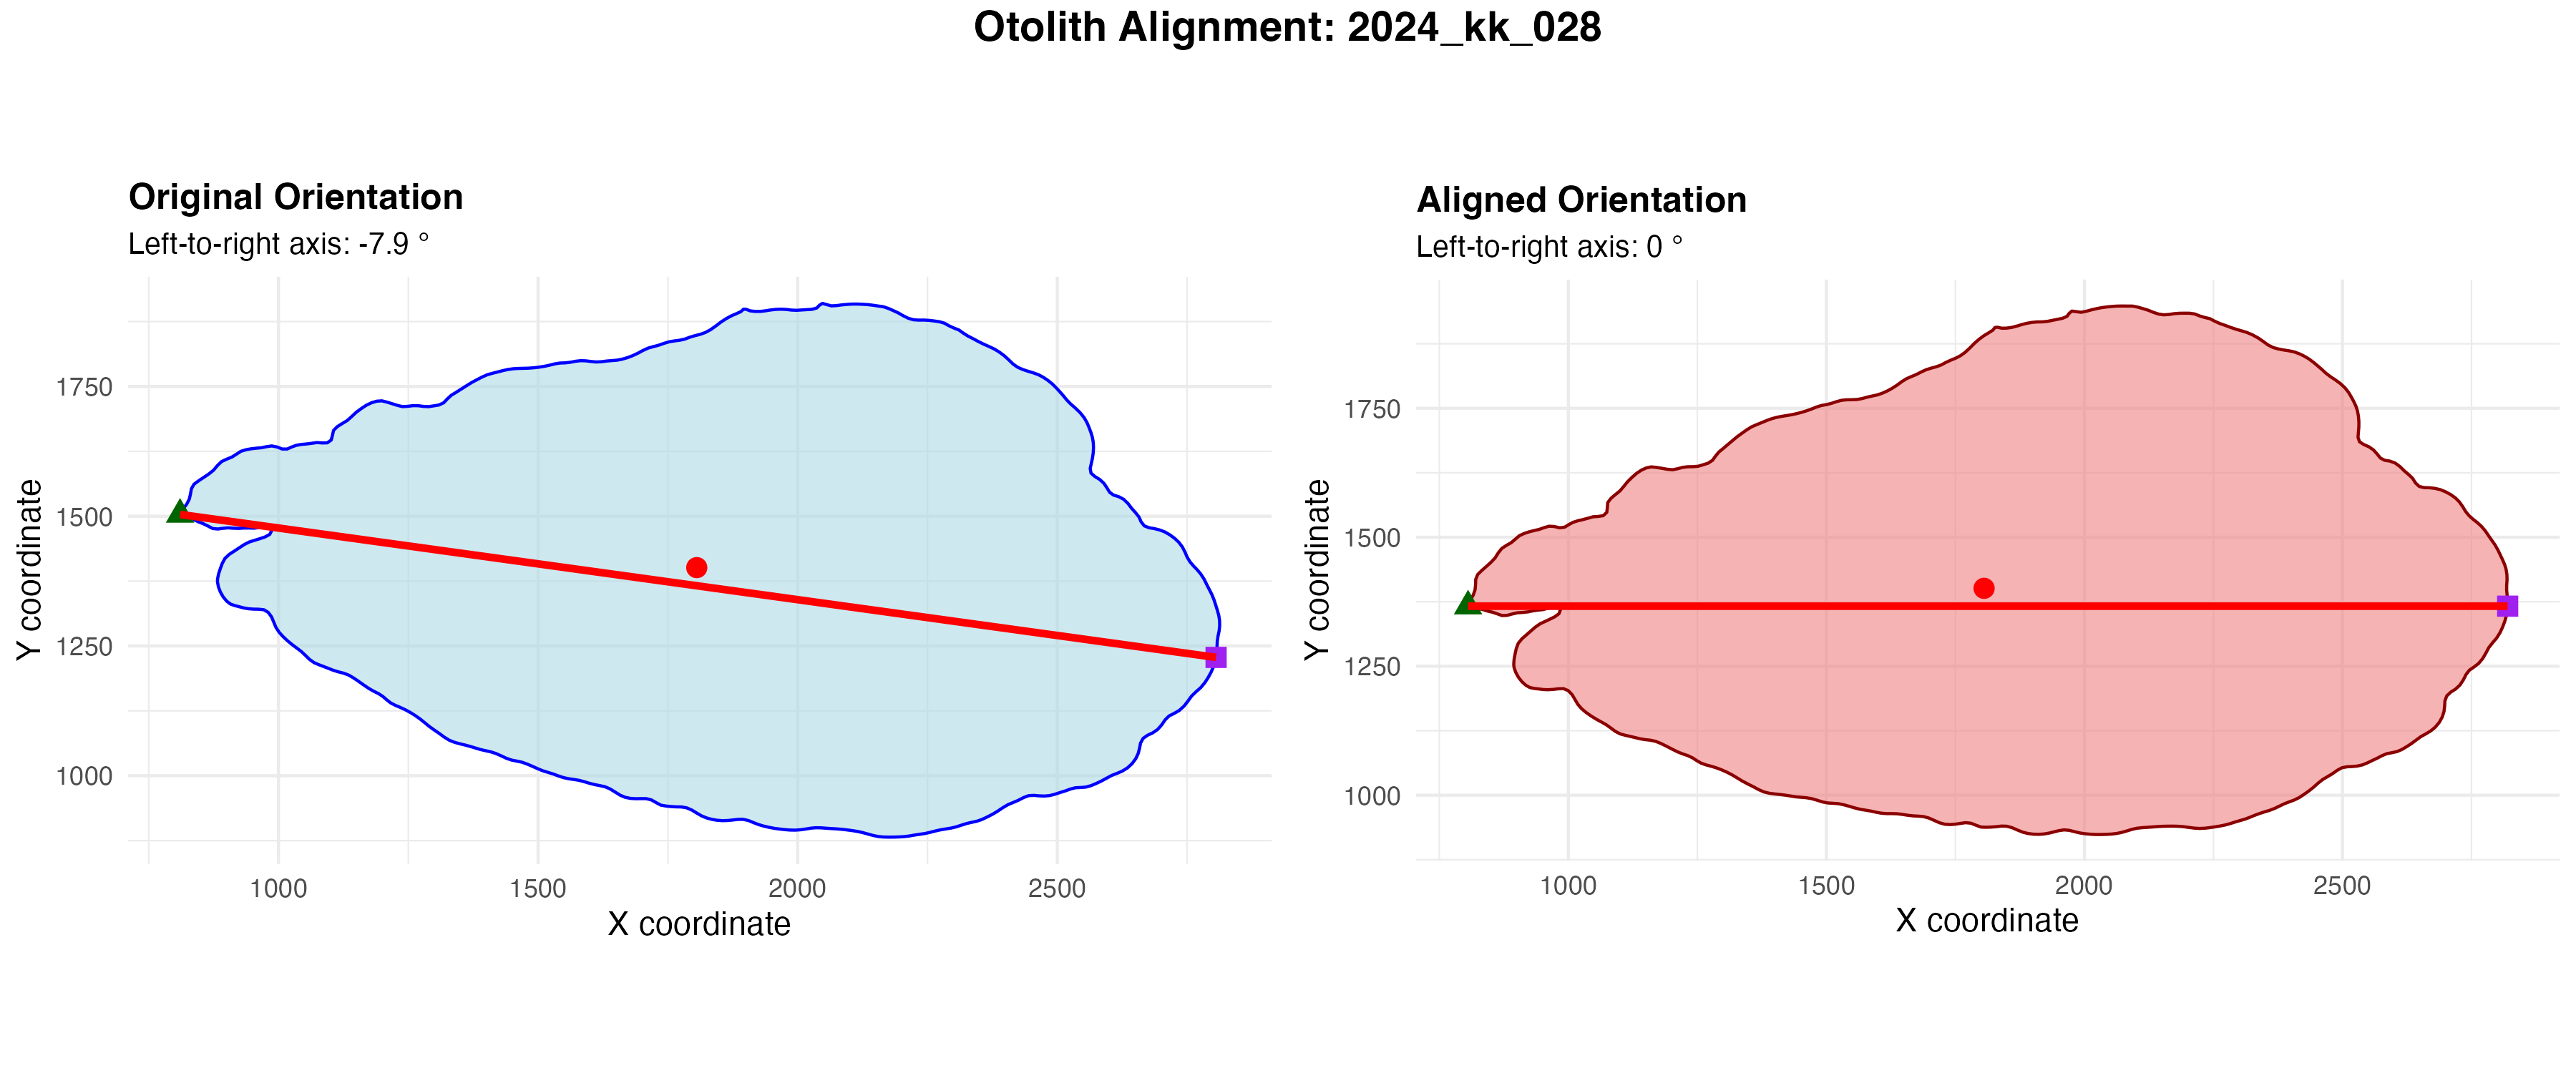 Otolith Alignment: 2024_kk_028
Original Orientation
Left-to-right axis: -7.9 °
Y coordinate
1750
1500
1250
1000
1000 1500 2000 2500
X coordinate
Aligned Orientation
Left-to-right axis: 0 °
Y coordinate
1750
1500
1250
1000
1000 1500 2000 2500
X coordinate